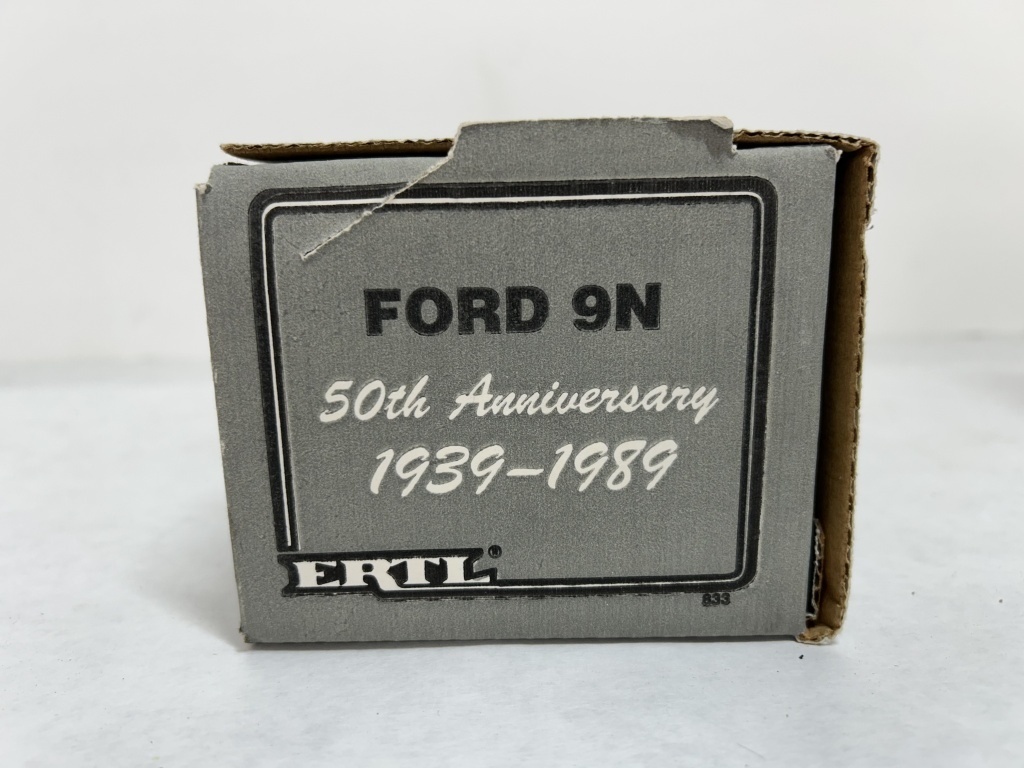 FORD 9N
50th Anniversary
1939-1989
ERTL®
833